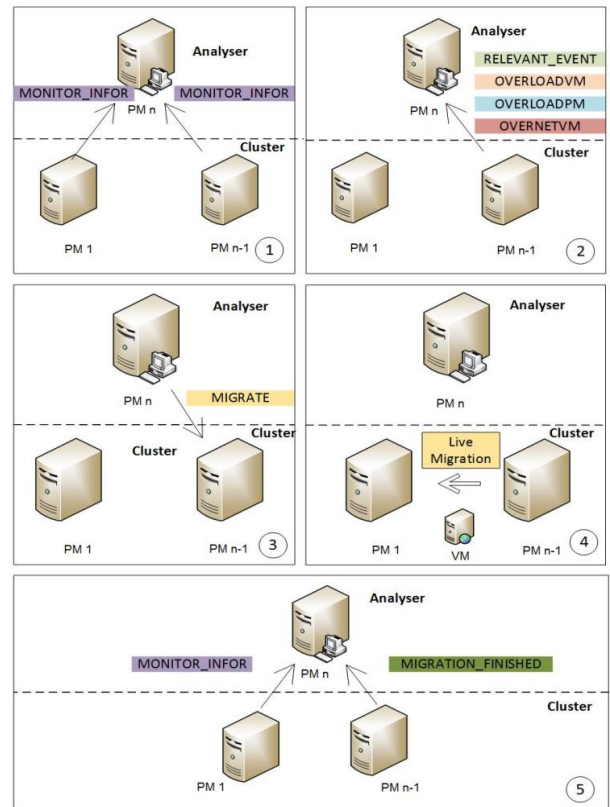 Analyser
MONITOR_INFOR
MONITOR_INFOR
PM n
Cluster
PM 1
PM n-1
1
Analyser
RELEVANT_EVENT
OVERLOADVM
PM n
OVERLOADPM
OVERNETVM
Cluster
PM 1
PM n-1
2
Analyser
PM n
MIGRATE
Cluster
Cluster
PM 1
PM n-1
3
Analyser
PM n
Cluster
Live
Migration
PM 1
VM
PM n-1
4
Analyser
MONITOR_INFOR
MIGRATION_FINISHED
PM n
Cluster
PM 1
PM n-1
5